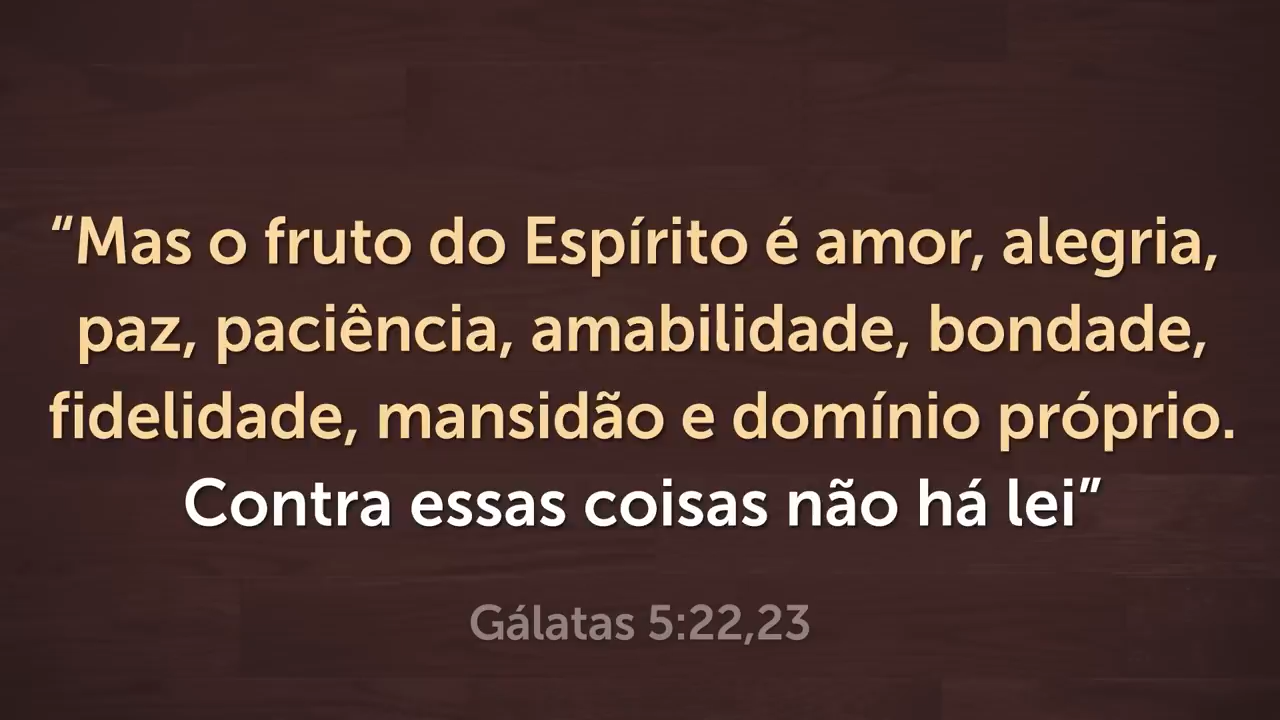 “Mas o fruto do Espírito é amor, alegria,
paz, paciência, amabilidade, bondade,
fidelidade, mansidão e domínio próprio.
Contra essas coisas não há lei”
Gálatas 5:22,23